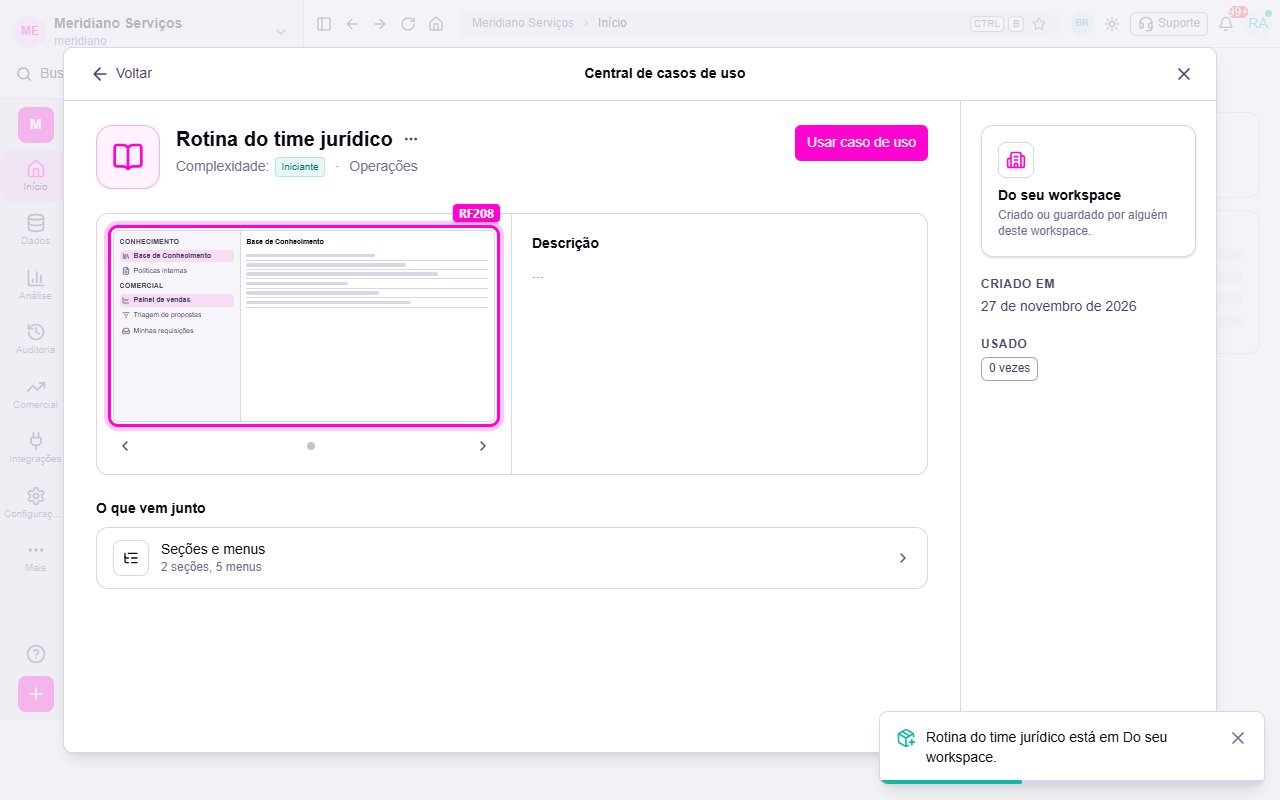 ME
Meridiano Serviços
meridiano
Meridiano Serviços
Início
CTRL
B
BR
Suporte
99+
RA
Bus
M
Início
Dados
Análise
Auditoria
Comercial
Integrações
Configuraç...
Mais
Voltar
Central de casos de uso
Rotina do time jurídico
Complexidade: Iniciante · Operações
Usar caso de uso
RF208
CONHECIMENTO
Base de Conhecimento
Políticas internas
COMERCIAL
Painel de vendas
Triagem de propostas
Minhas requisições
Base de Conhecimento
Descrição
...
O que vem junto
Seções e menus
2 seções, 5 menus
Do seu workspace
Criado ou guardado por alguém
deste workspace.
CRIADO EM
27 de novembro de 2026
USADO
0 vezes
Rotina do time jurídico está em Do seu
workspace.